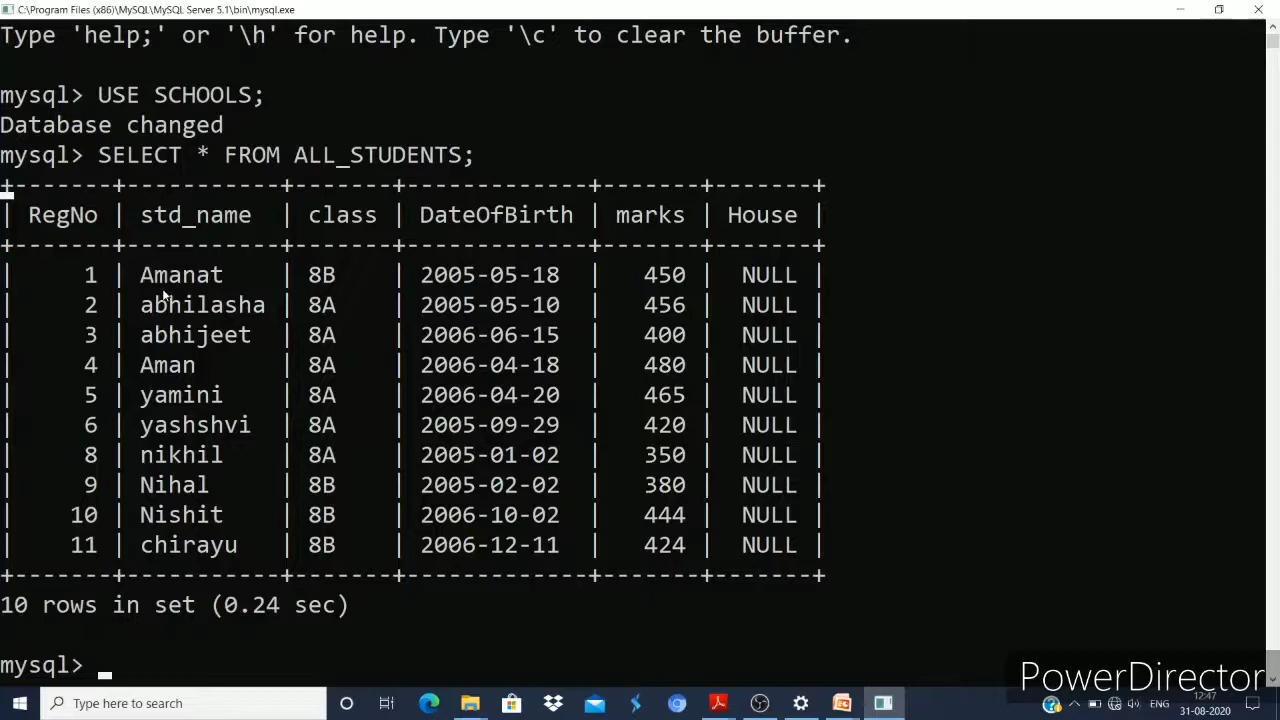 C:\Program Files (x86)\MySQL\MySQL Server 5.1\bin\mysql.exe
Type 'help;' or '\h' for help. Type '\c' to clear the buffer.
mysql> USE SCHOOLS;
Database changed
mysql> SELECT * FROM ALL_STUDENTS;
+-------+-----------+-------+-------------+-------+-------+
| RegNo | std_name | class | DateOfBirth | marks | House |
+-------+-----------+-------+-------------+-------+-------+
| 1 | Amanat | 8B | 2005-05-18 | 450 | NULL |
| 2 | abhilasha | 8A | 2005-05-10 | 456 | NULL |
| 3 | abhijeet | 8A | 2006-06-15 | 400 | NULL |
| 4 | Aman | 8A | 2006-04-18 | 480 | NULL |
| 5 | yamini | 8A | 2006-04-20 | 465 | NULL |
| 6 | yashshvi | 8A | 2005-09-29 | 420 | NULL |
| 8 | nikhil | 8A | 2005-01-02 | 350 | NULL |
| 9 | Nihal | 8B | 2005-02-02 | 380 | NULL |
| 10 | Nishit | 8B | 2006-10-02 | 444 | NULL |
| 11 | chirayu | 8B | 2006-12-11 | 424 | NULL |
+-------+-----------+-------+-------------+-------+-------+
10 rows in set (0.24 sec)
mysql>
PowerDirector
Type here to search
ENG
12:47
31-08-2020